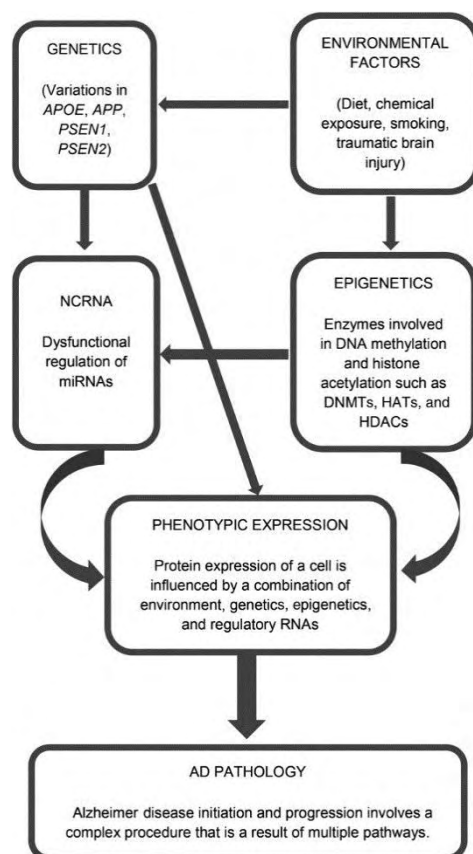 GENETICS
(Variations in
APOE, APP,
PSEN1,
PSEN2)
ENVIRONMENTAL
FACTORS
(Diet, chemical
exposure, smoking,
traumatic brain
injury)
NCRNA
Dysfunctional
regulation of
miRNAs
EPIGENETICS
Enzymes involved
in DNA methylation
and histone
acetylation such as
DNMTs, HATs, and
HDACs
PHENOTYPIC EXPRESSION
Protein expression of a cell is
influenced by a combination of
environment, genetics, epigenetics,
and regulatory RNAs
AD PATHOLOGY
Alzheimer disease initiation and progression involves a
complex procedure that is a result of multiple pathways.